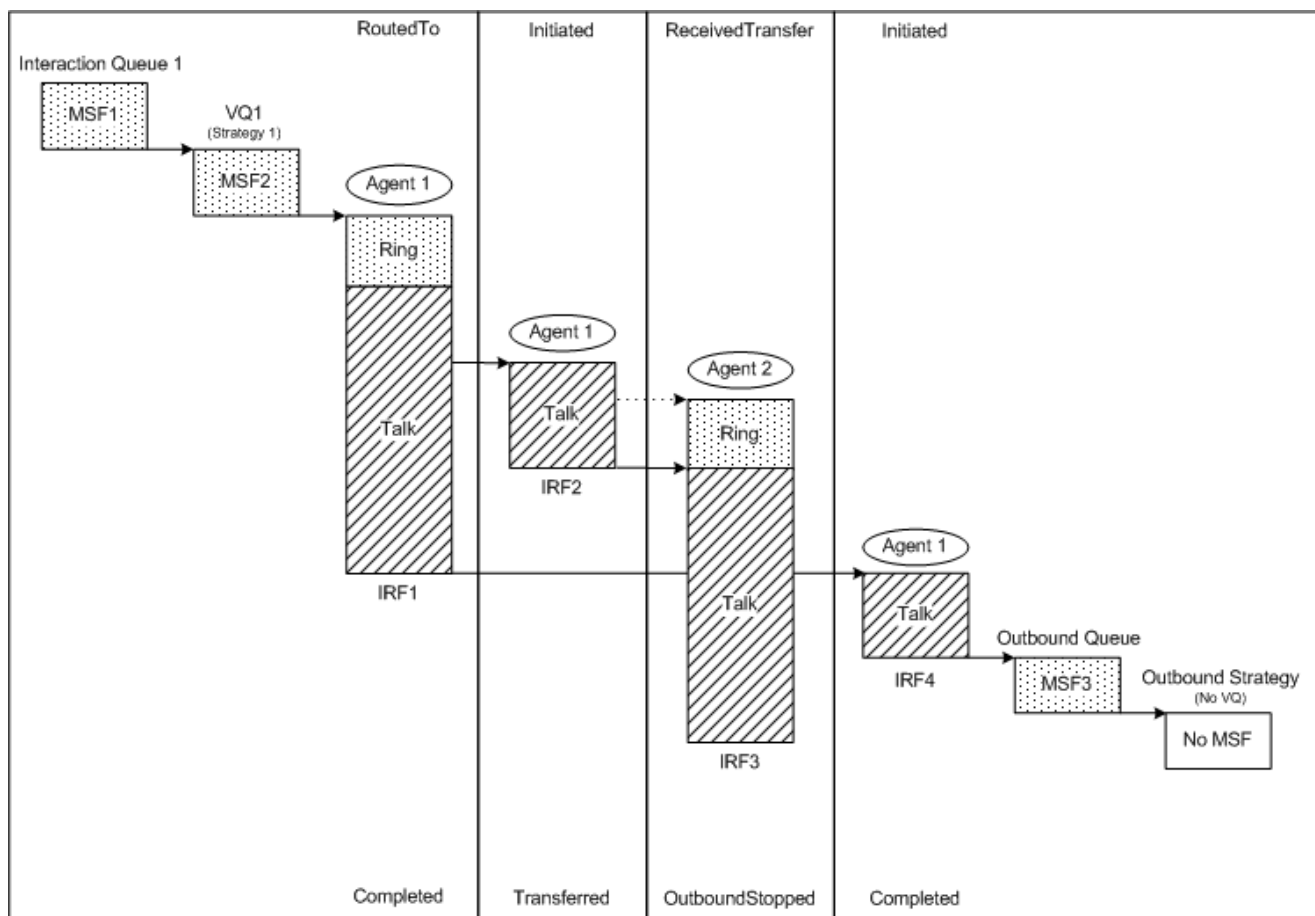 RoutedTo
Initiated
ReceivedTransfer
Initiated
Interaction Queue 1
MSF1
VQ1
(Strategy 1)
MSF2
Agent 1
Ring
Talk
IRF1
Agent 1
Talk
IRF2
Agent 2
Ring
Talk
IRF3
Agent 1
Talk
IRF4
Outbound Queue
MSF3
Outbound Strategy
(No VQ)
No MSF
Completed
Transferred
OutboundStopped
Completed